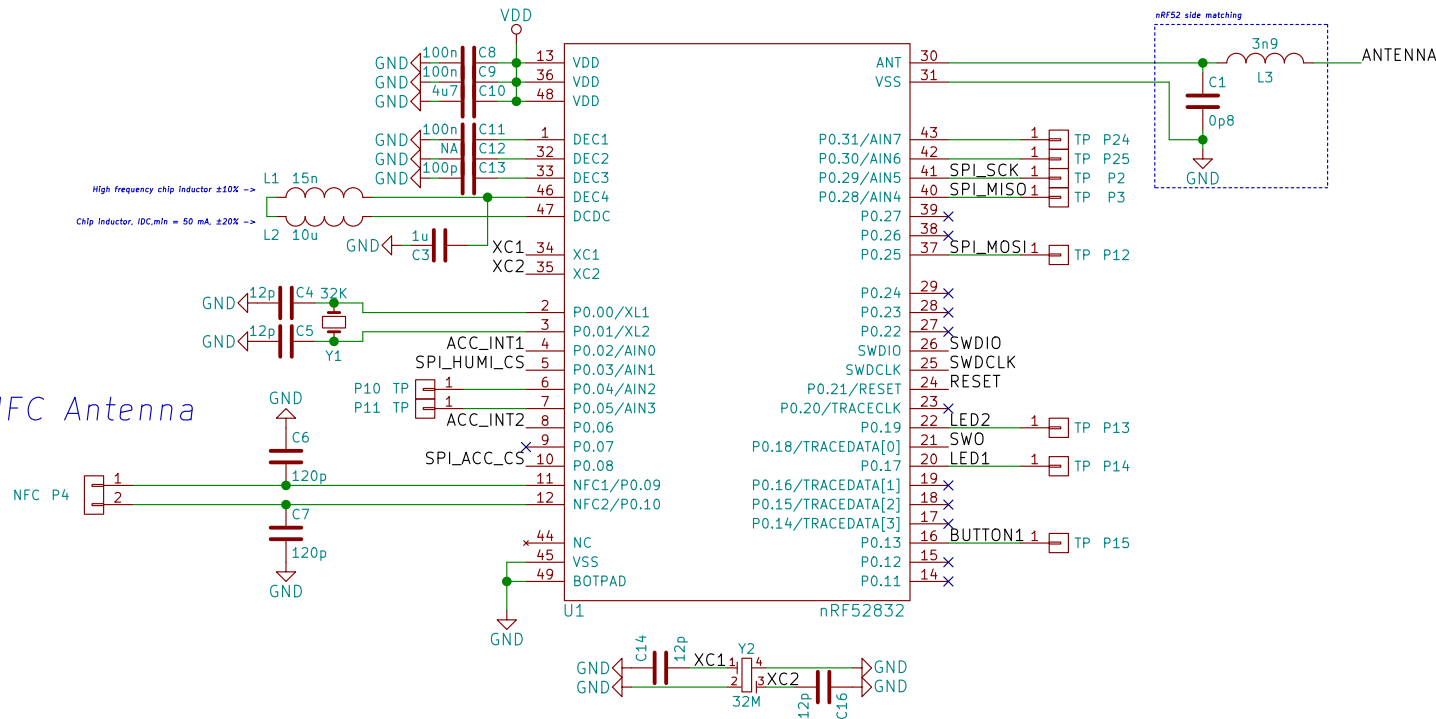 nRF52 side matching
VDD
3n9
ANTENNA
L3
C1
0p8
GND
GND 100n C8 13 VDD
GND 100n C9 36 VDD
GND 4u7 C10 48 VDD
GND 100n C11 1 DEC1
GND NA C12 32 DEC2
GND 100p C13 33 DEC3
L1 15n
High frequency chip inductor ±10% ->
46 DEC4
Chip Inductor, IDC,min = 50 mA, ±20% ->
47 DCDC
L2 10u
GND 1u C3
XC1 34 XC1
XC2 35 XC2
GND 12p C4 32K
2 P0.00/XL1
GND 12p C5 Y1
3 P0.01/XL2
ACC_INT1 4 P0.02/AIN0
SPI_HUMI_CS 5 P0.03/AIN1
P10 TP 1 6 P0.04/AIN2
P11 TP 1 7 P0.05/AIN3
ACC_INT2 8 P0.06
9 P0.07
SPI_ACC_CS 10 P0.08
Antenna
GND
C6
120p
NFC P4
1
2
11 NFC1/P0.09
12 NFC2/P0.10
C7
120p
GND
44 NC
45 VSS
49 BOTPAD
GND
U1
nRF52832
ANT 30
VSS 31
P0.31/AIN7 43 1 TP P24
P0.30/AIN6 42 1 TP P25
P0.29/AIN5 41 SPI_SCK 1 TP P2
P0.28/AIN4 40 SPI_MISO 1 TP P3
P0.27 39
P0.26 38
P0.25 37 SPI_MOSI 1 TP P12
P0.24 29
P0.23 28
P0.22 27
SWDIO 26 SWDIO
SWDCLK 25 SWDCLK
P0.21/RESET 24 RESET
P0.20/TRACECLK 23
P0.19 22 LED2 1 TP P13
P0.18/TRACEDATA[0] 21 SWO
P0.17 20 LED1 1 TP P14
P0.16/TRACEDATA[1] 19
P0.15/TRACEDATA[2] 18
P0.14/TRACEDATA[3] 17
P0.13 16 BUTTON1 1 TP P15
P0.12 15
P0.11 14
GND C14 12p XC1 1 Y2 4 GND
GND 2 3 XC2 12p C16 GND
32M